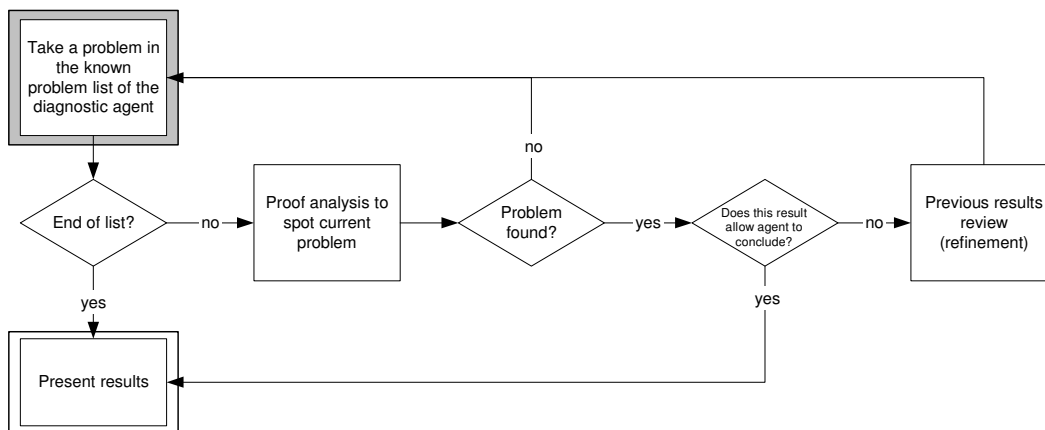 Take a problem in
the known
problem list of the
diagnostic agent
no
End of list?
no
Proof analysis to
spot current
problem
Problem
found?
yes
Does this result
allow agent to
conclude?
no
Previous results
review
(refinement)
yes
yes
Present results